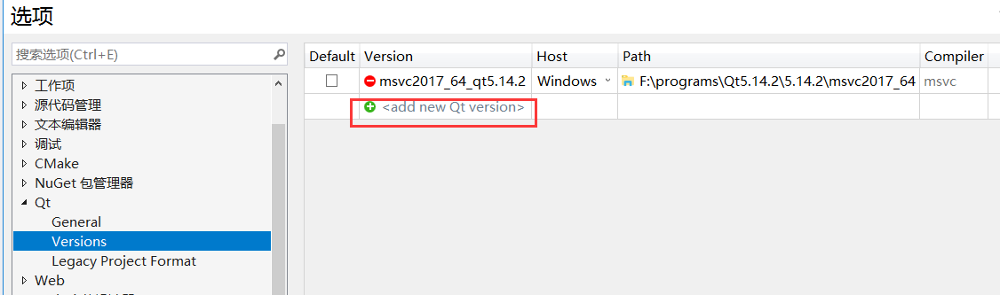 选项
搜索选项(Ctrl+E)
工作项
源代码管理
文本编辑器
调试
CMake
NuGet 包管理器
Qt
General
Versions
Legacy Project Format
Web
Default Version Host Path Compiler
msvc2017_64_qt5.14.2 Windows F:\programs\Qt5.14.2\5.14.2\msvc2017_64 msvc
<add new Qt version>